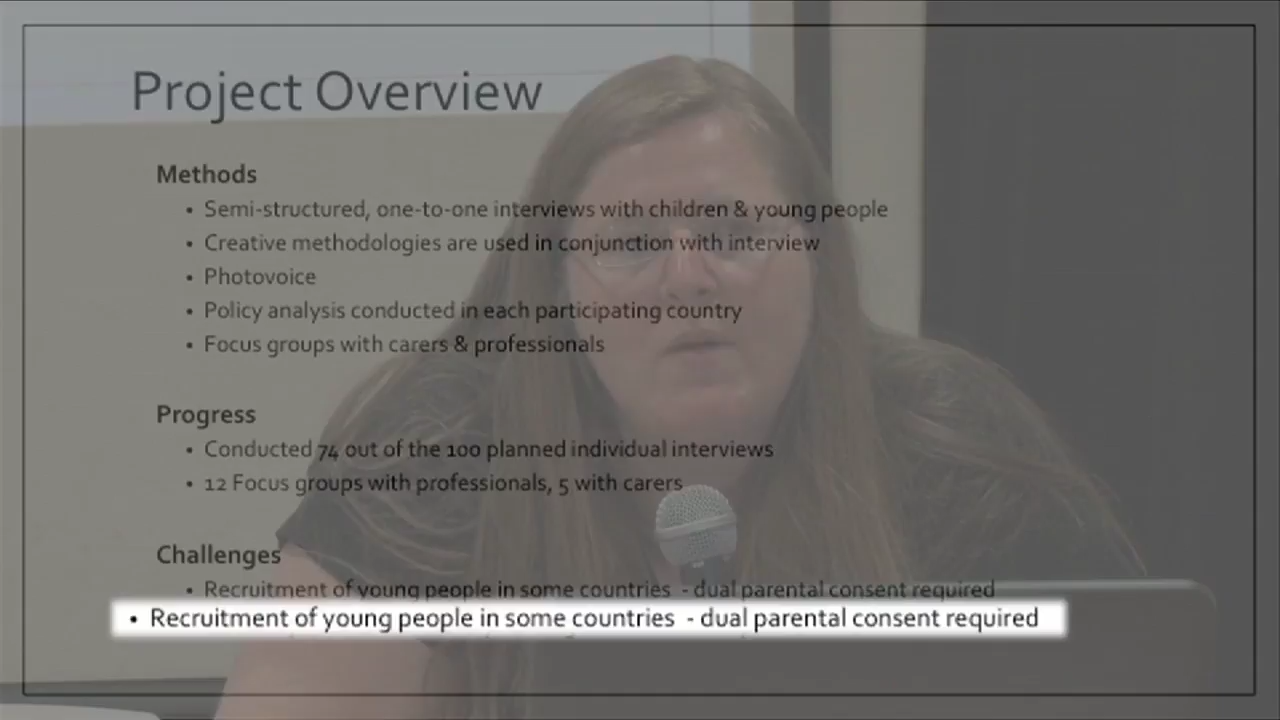 Project Overview
Methods
• Semi-structured, one-to-one interviews with children & young people
• Creative methodologies are used in conjunction with interview
• Photovoice
• Policy analysis conducted in each participating country
• Focus groups with carers & professionals
Progress
• Conducted 74 out of the 100 planned individual interviews
• 12 Focus groups with professionals, 5 with carers
Challenges
• Recruitment of young people in some countries - dual parental consent required
• Recruitment of young people in some countries - dual parental consent required